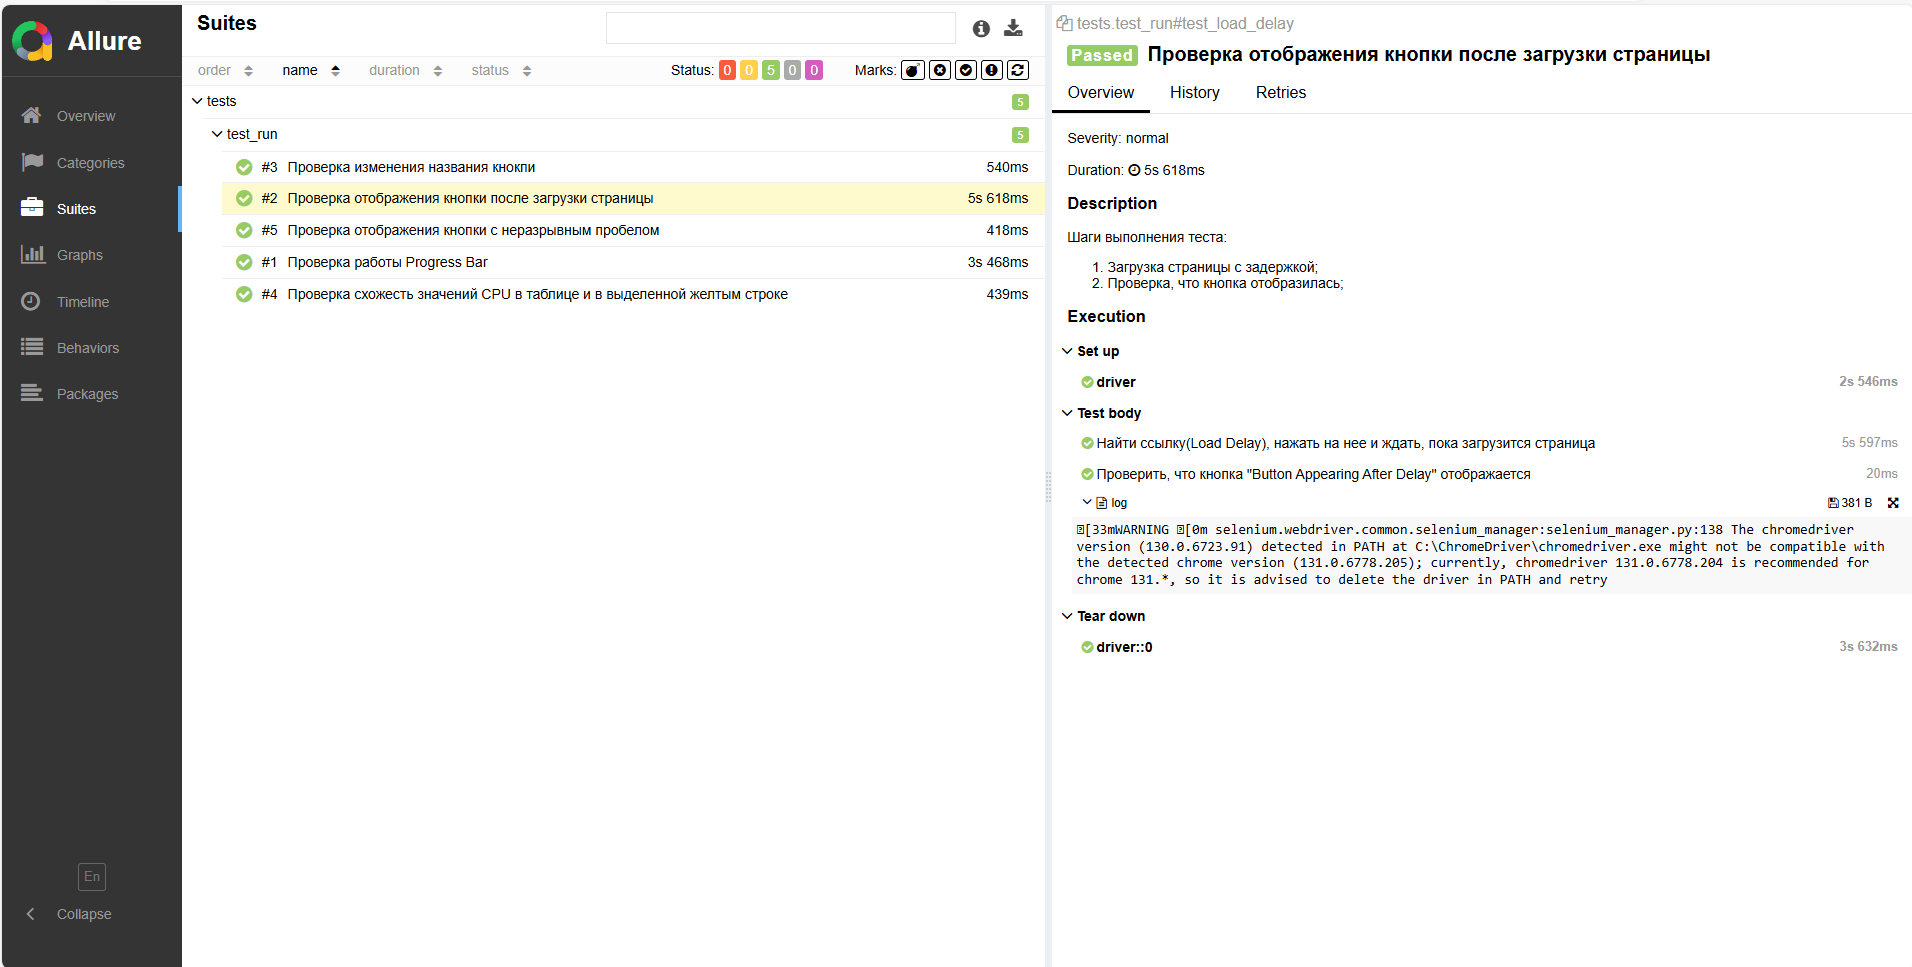 Allure
Overview
Categories
Suites
Graphs
Timeline
Behaviors
Packages
En
Collapse
Suites
order name duration status Status: 0 0 5 0 0 Marks:
tests 5
test_run 5
#3 Проверка изменения названия кнокпи 540ms
#2 Проверка отображения кнопки после загрузки страницы 5s 618ms
#5 Проверка отображения кнопки с неразрывным пробелом 418ms
#1 Проверка работы Progress Bar 3s 468ms
#4 Проверка схожесть значений CPU в таблице и в выделенной желтым строке 439ms
tests.test_run#test_load_delay
Passed Проверка отображения кнопки после загрузки страницы
Overview History Retries
Severity: normal
Duration: 5s 618ms
Description
Шаги выполнения теста:
1. Загрузка страницы с задержкой;
2. Проверка, что кнопка отобразилась;
Execution
Set up
driver 2s 546ms
Test body
Найти ссылку(Load Delay), нажать на нее и ждать, пока загрузится страница 5s 597ms
Проверить, что кнопка "Button Appearing After Delay" отображается 20ms
log 381 B
[33mWARNING [0m selenium.webdriver.common.selenium_manager:selenium_manager.py:138 The chromedriver
version (130.0.6723.91) detected in PATH at C:\ChromeDriver\chromedriver.exe might not be compatible with
the detected chrome version (131.0.6778.205); currently, chromedriver 131.0.6778.204 is recommended for
chrome 131.*, so it is advised to delete the driver in PATH and retry
Tear down
driver::0 3s 632ms